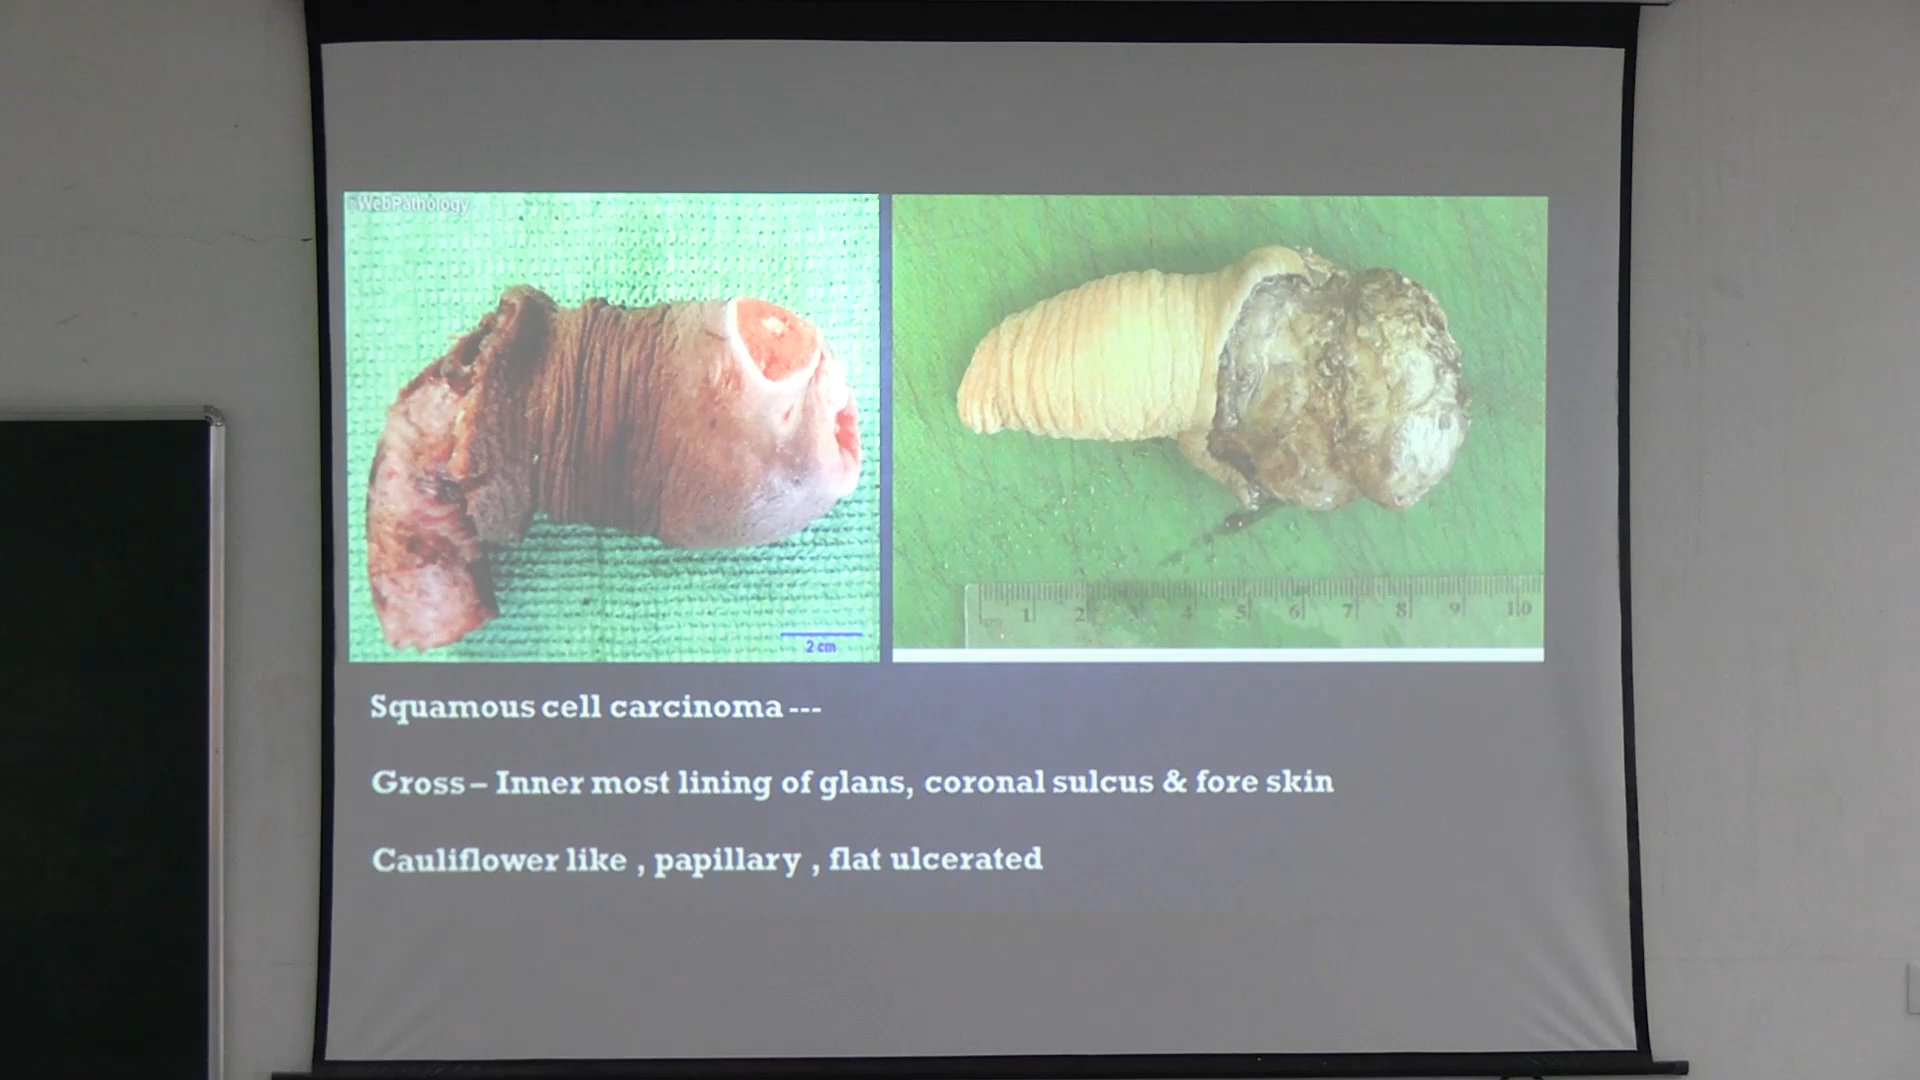 WebPathology
2 cm
cm 1 2 3 4 5 6 7 8 9 10
Squamous cell carcinoma ---
Gross – Inner most lining of glans, coronal sulcus & fore skin
Cauliflower like , papillary , flat ulcerated